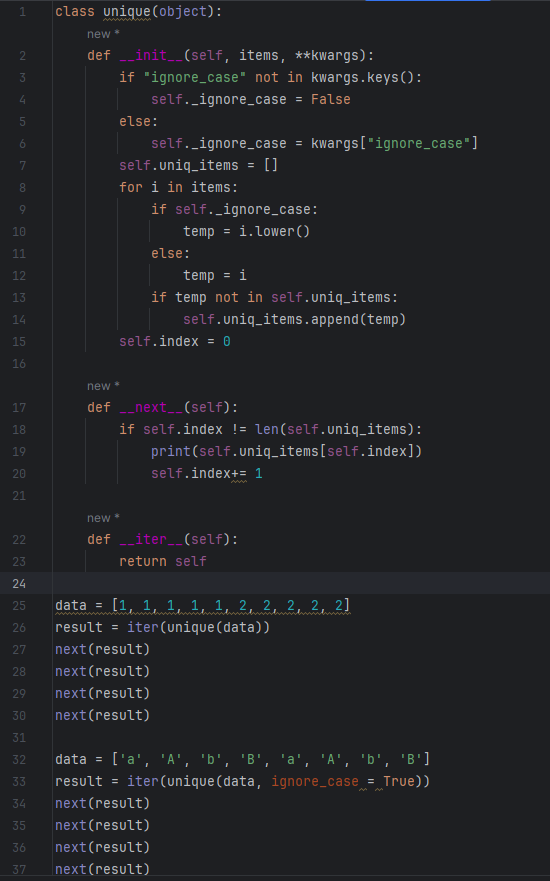 1 class unique(object):
new *
2     def __init__(self, items, **kwargs):
3         if "ignore_case" not in kwargs.keys():
4             self._ignore_case = False
5         else:
6             self._ignore_case = kwargs["ignore_case"]
7         self.uniq_items = []
8         for i in items:
9             if self._ignore_case:
10                 temp = i.lower()
11             else:
12                 temp = i
13             if temp not in self.uniq_items:
14                 self.uniq_items.append(temp)
15         self.index = 0
16
new *
17     def __next__(self):
18         if self.index != len(self.uniq_items):
19             print(self.uniq_items[self.index])
20             self.index+= 1
21
new *
22     def __iter__(self):
23         return self
24
25 data = [1, 1, 1, 1, 1, 2, 2, 2, 2, 2]
26 result = iter(unique(data))
27 next(result)
28 next(result)
29 next(result)
30 next(result)
31
32 data = ['a', 'A', 'b', 'B', 'a', 'A', 'b', 'B']
33 result = iter(unique(data, ignore_case = True))
34 next(result)
35 next(result)
36 next(result)
37 next(result)